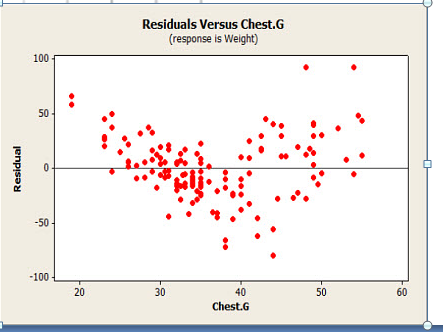 Residuals Versus Chest.G
(response is Weight)
100
50
0
-50
-100
Residual
20 30 40 50 60
Chest.G